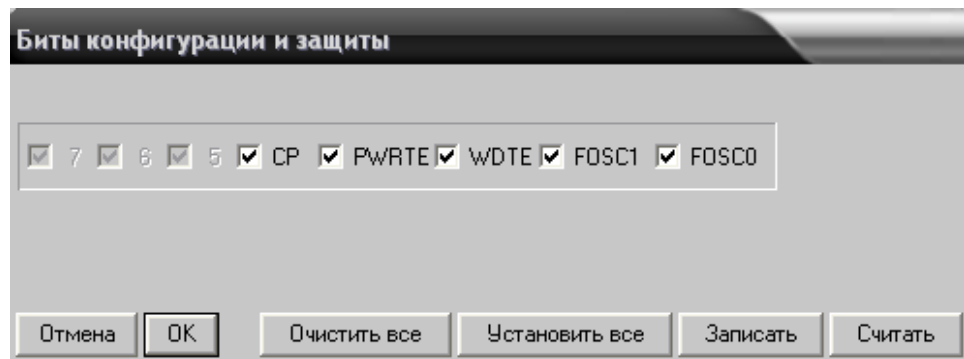 Биты конфигурации и защиты
7 6 5 CP PWRTE WDTE FOSC1 FOSC0
Отмена OK Очистить все Установить все Записать Считать